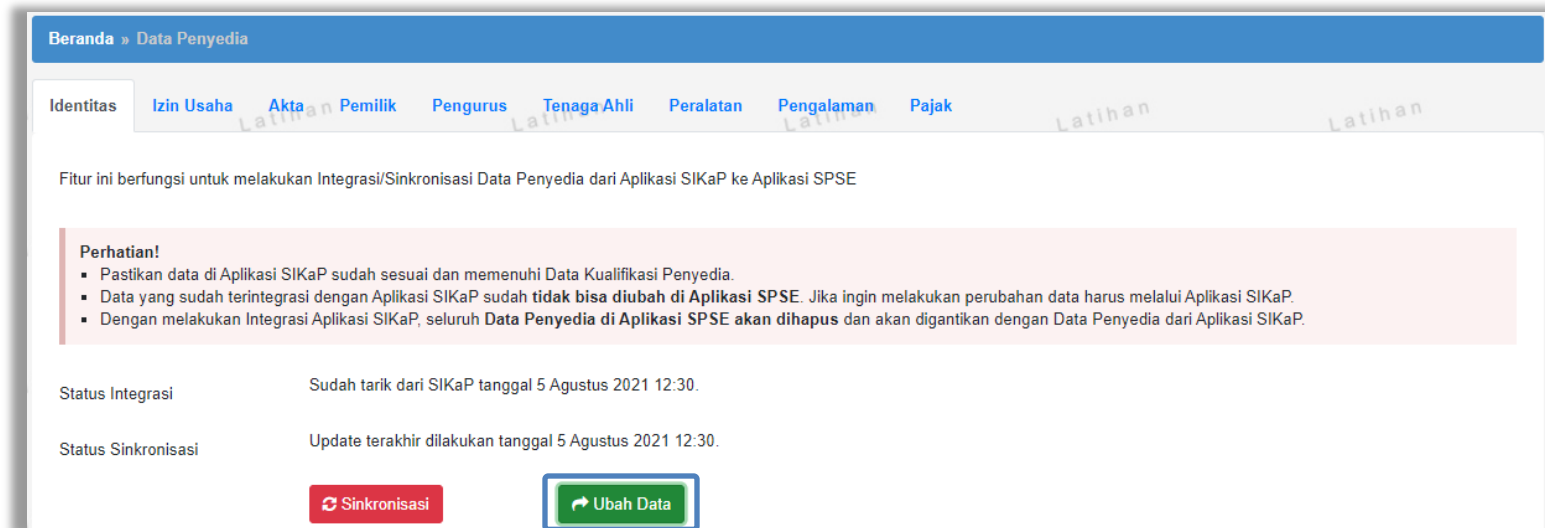 Beranda » Data Penyedia
Identitas Izin Usaha Akta Pemilik Pengurus Tenaga Ahli Peralatan Pengalaman Pajak
Latihan Latihan Latihan Latihan Latihan
Fitur ini berfungsi untuk melakukan Integrasi/Sinkronisasi Data Penyedia dari Aplikasi SIKaP ke Aplikasi SPSE
Perhatian!
▪ Pastikan data di Aplikasi SIKaP sudah sesuai dan memenuhi Data Kualifikasi Penyedia.
▪ Data yang sudah terintegrasi dengan Aplikasi SIKaP sudah tidak bisa diubah di Aplikasi SPSE. Jika ingin melakukan perubahan data harus melalui Aplikasi SIKaP.
▪ Dengan melakukan Integrasi Aplikasi SIKaP, seluruh Data Penyedia di Aplikasi SPSE akan dihapus dan akan digantikan dengan Data Penyedia dari Aplikasi SIKaP.
Status Integrasi Sudah tarik dari SIKaP tanggal 5 Agustus 2021 12:30.
Status Sinkronisasi Update terakhir dilakukan tanggal 5 Agustus 2021 12:30.
Sinkronisasi Ubah Data